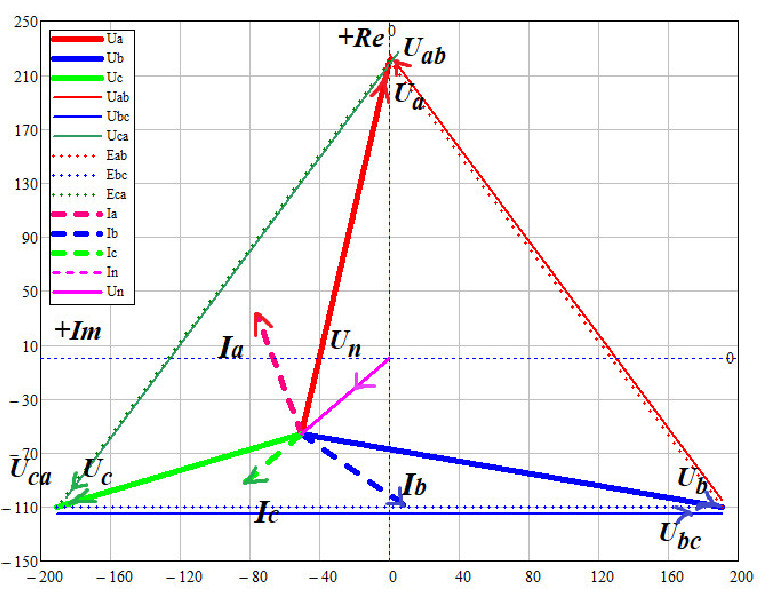 250
210
170
130
90
50
10
−30
−70
−110
−150
−200
−160
−120
−80
−40
0
40
80
120
160
200
Ua
Ub
Uc
Uab
Ubc
Uca
Eab
Ebc
Eca
Ia
Ib
Ic
In
Un
+Re
0
Uab
Ua
+Im
Ia
Un
0
Uca
Uc
Ib
Ub
Ic
Ubc